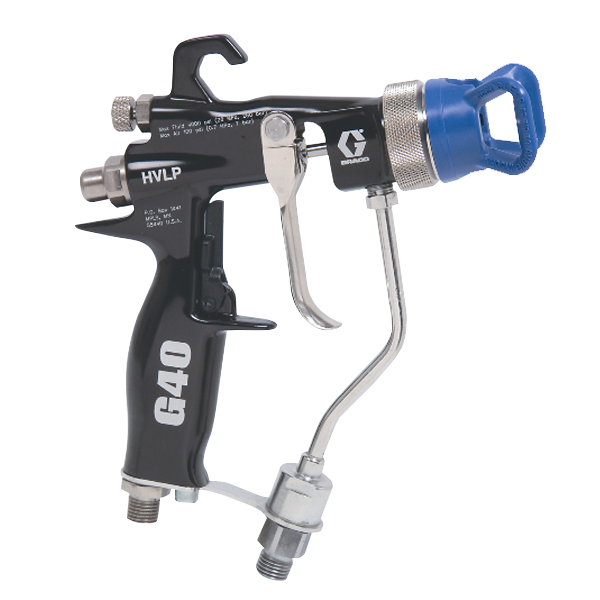 Max Fluid 4000 psi (28 MPa, 280 bar)
Max Air 100 psi (0.7 MPa, 7 bar)
G
GRACO
HVLP
P.O. Box 1441
MPLS, MN
55440 U.S.A.
G40